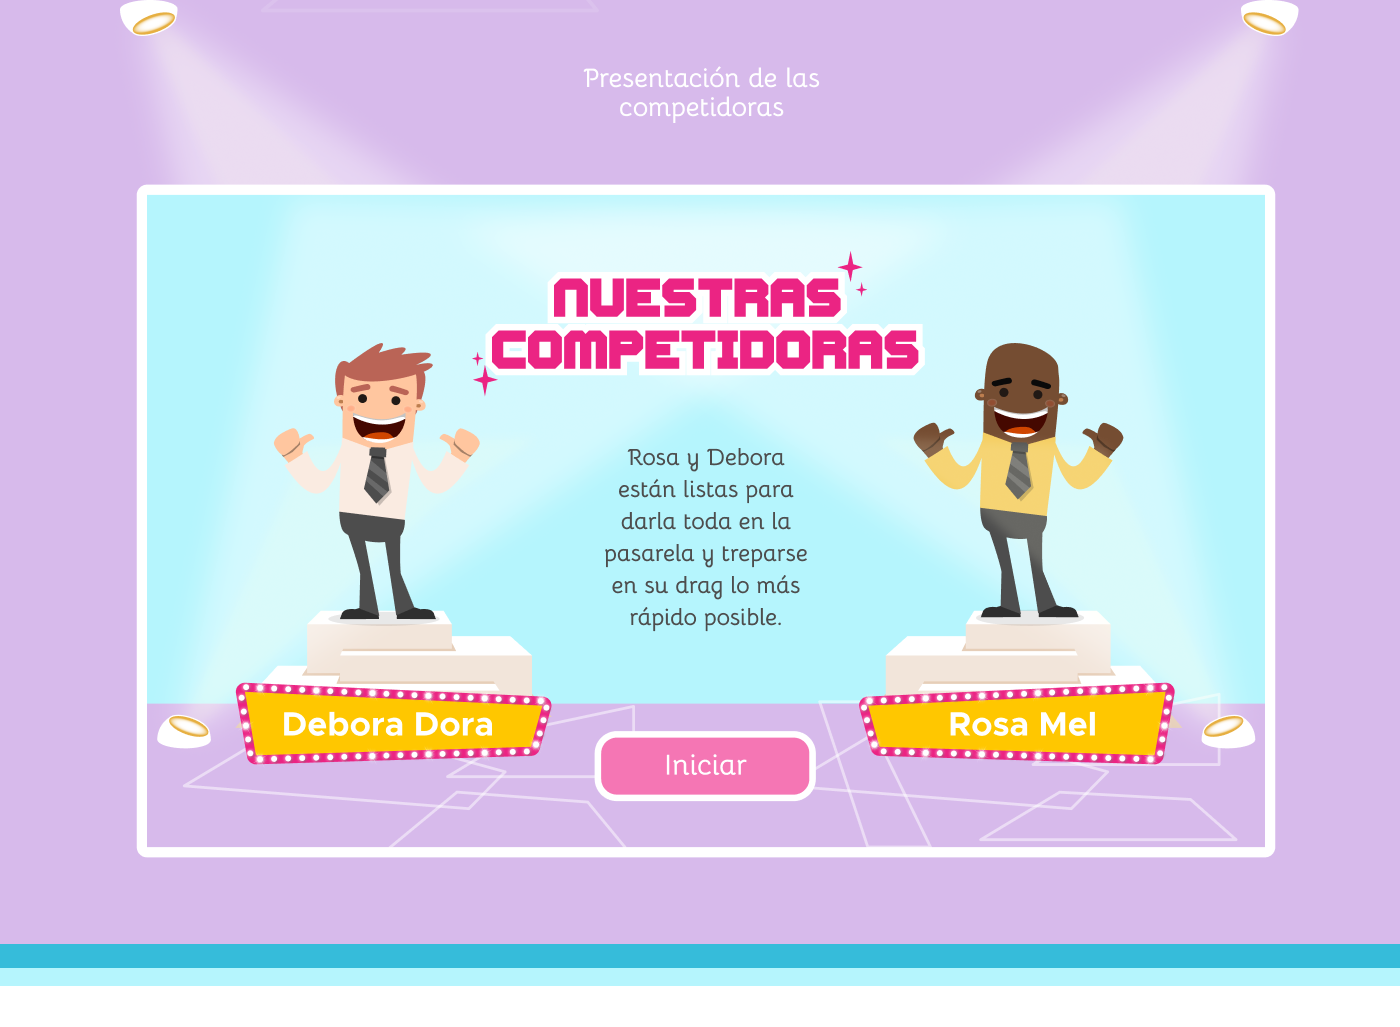 Presentación de las
competidoras
NUESTRAS
COMPETIDORAS
Rosa y Debora
están listas para
darla toda en la
pasarela y treparse
en su drag lo más
rápido posible.
Debora Dora
Rosa Mel
Iniciar